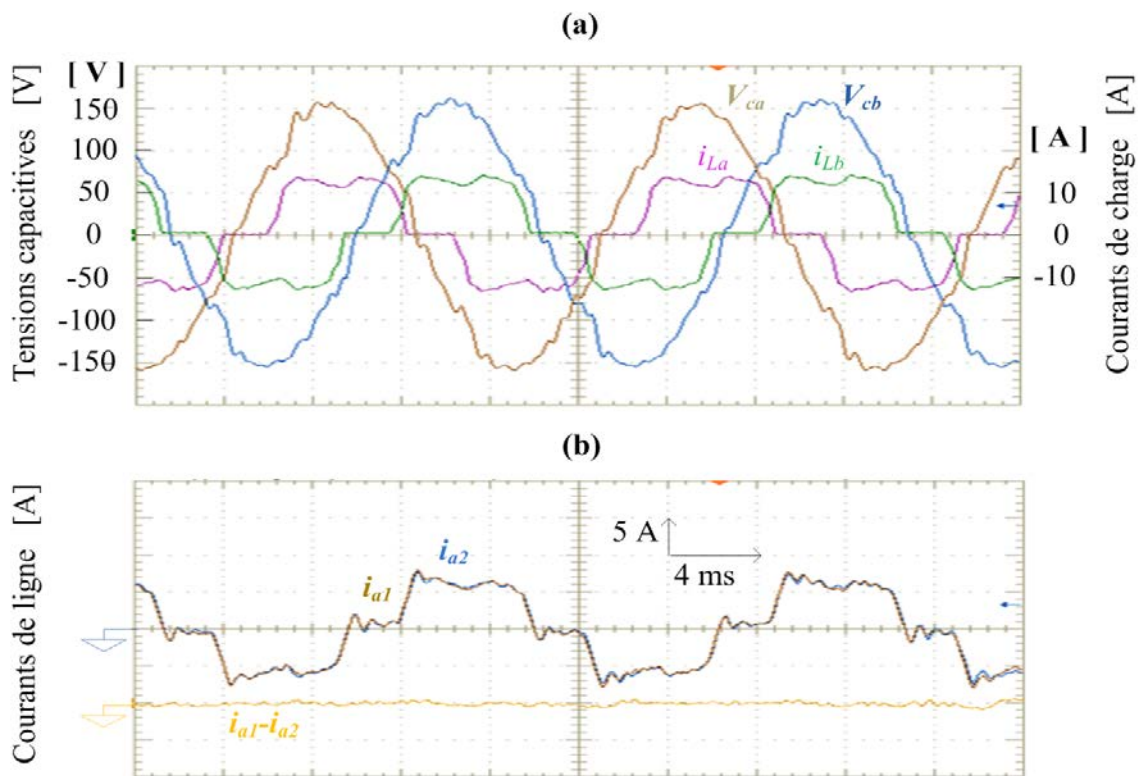 (a)
Tensions capacitives [V]
[ V ]
150
100
50
0
-50
-100
-150
V_ca
V_cb
i_La
i_Lb
[ A ]
10
0
-10
Courants de charge [A]
(b)
Courants de ligne [A]
i_a1
i_a2
5 A
4 ms
i_a1-i_a2